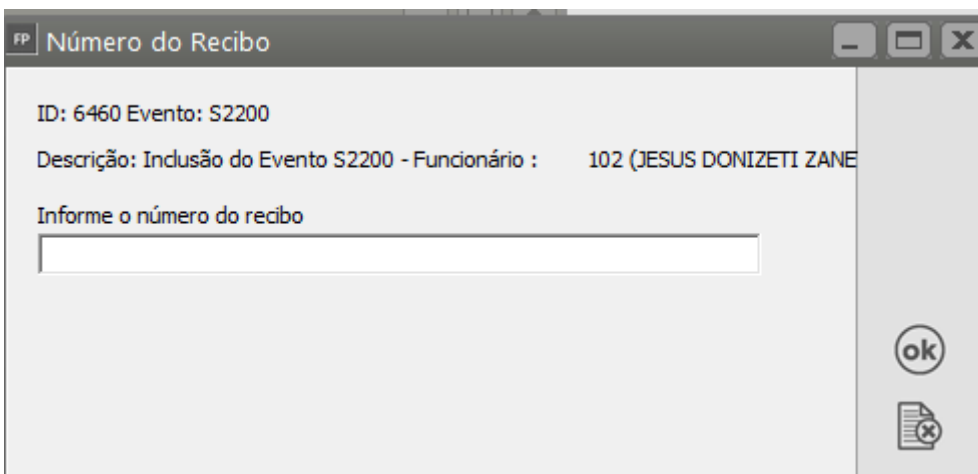 FP Número do Recibo
ID: 6460 Evento: S2200
Descrição: Inclusão do Evento S2200 - Funcionário : 102 (JESUS DONIZETI ZANE
Informe o número do recibo
ok